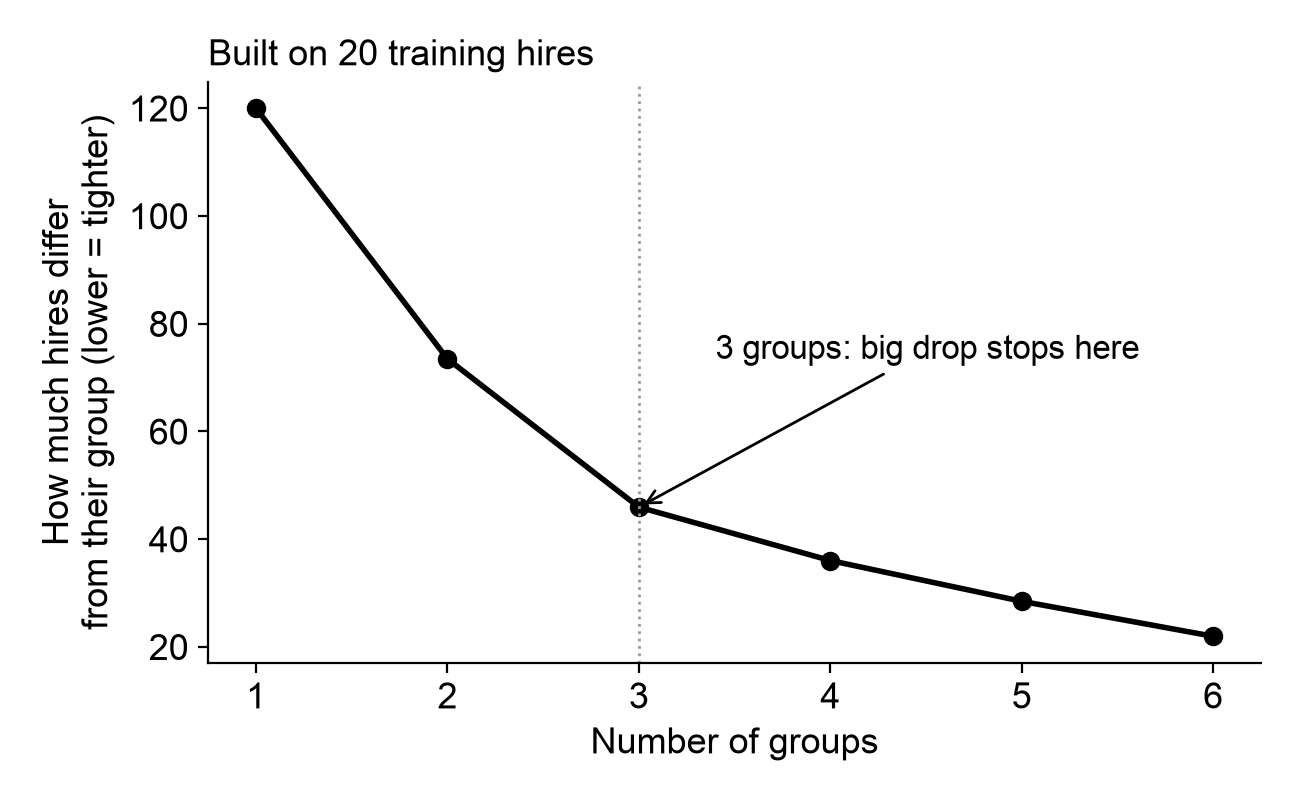 Built on 20 training hires
How much hires differ
from their group (lower = tighter)
120
100
80
60
40
20
3 groups: big drop stops here
1 2 3 4 5 6
Number of groups